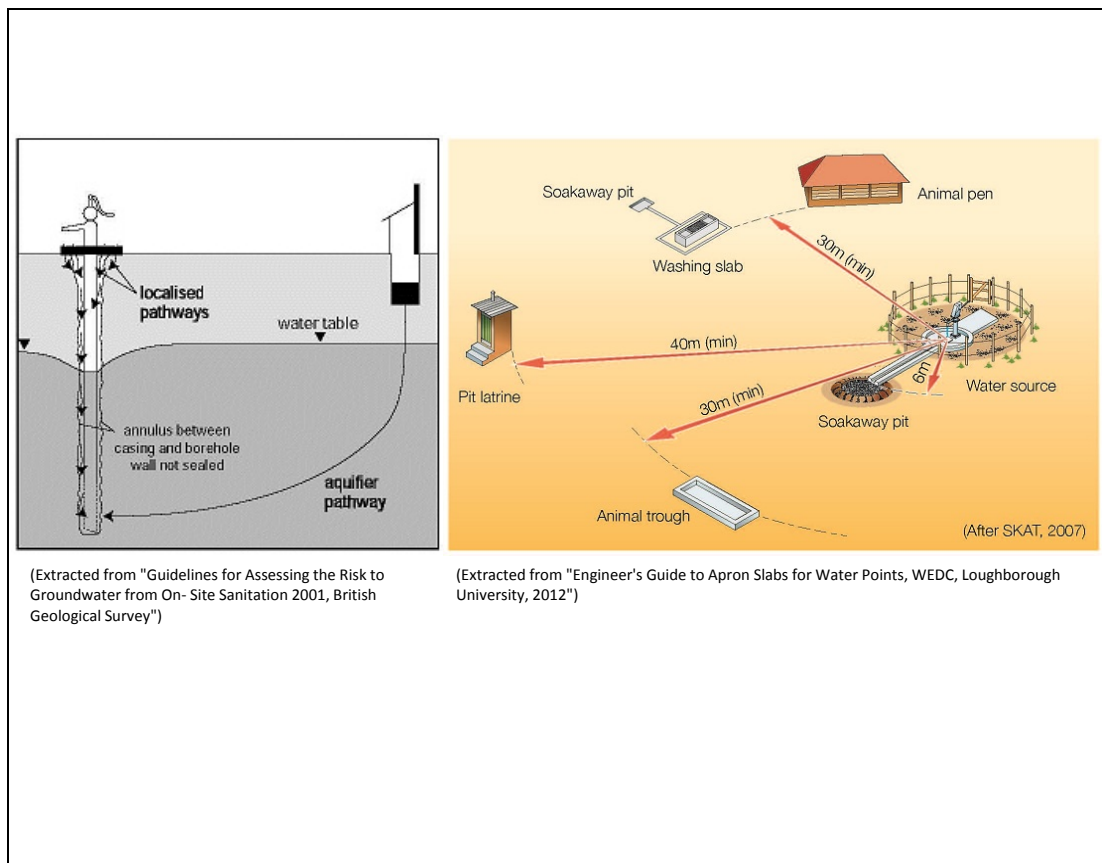 localised
pathways
water table
annulus between
casing and borehole
wall not sealed
aquifier
pathway
(Extracted from "Guidelines for Assessing the Risk to
Groundwater from On- Site Sanitation 2001, British
Geological Survey")
Soakaway pit
Animal pen
Washing slab
30m (min)
40m (min)
Pit latrine
6m
Water source
30m (min)
Soakaway pit
Animal trough
(After SKAT, 2007)
(Extracted from "Engineer's Guide to Apron Slabs for Water Points, WEDC, Loughborough
University, 2012")